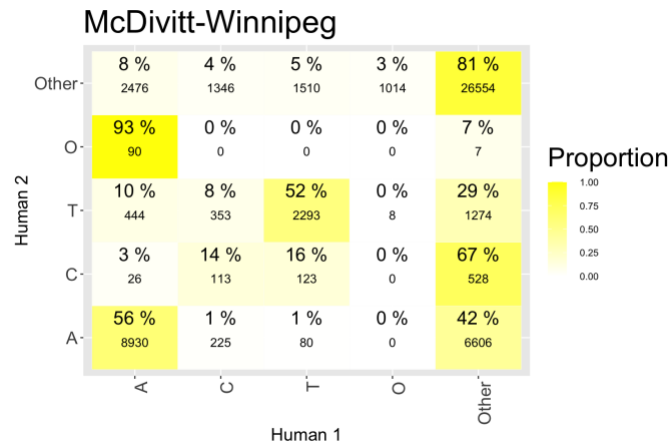 McDivitt-Winnipeg
Other
8 % 4 % 5 % 3 % 81 %
2476 1346 1510 1014 26554
O
93 % 0 % 0 % 0 % 7 %
90 0 0 0 7
T
10 % 8 % 52 % 0 % 29 %
444 353 2293 8 1274
C
3 % 14 % 16 % 0 % 67 %
26 113 123 0 528
A
56 % 1 % 1 % 0 % 42 %
8930 225 80 0 6606
A C T O Other
Human 1
Human 2
Proportion
1.00
0.75
0.50
0.25
0.00